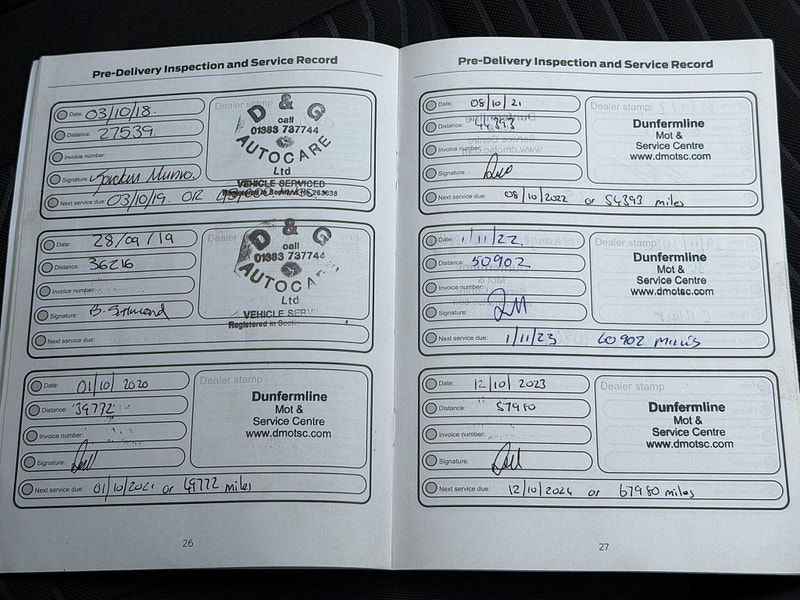 Pre-Delivery Inspection and Service Record
Date: 03/10/18.
Distance: 27539.
Invoice number:
Signature:
Next service due: 03/10/19. OR
Dealer stamp
D & G
call
01383 737744
AUTOCARE
Ltd
VEHICLE SERVICED
Date: 28/09/19
Distance: 36216
Invoice number:
Signature:
Next service due:
D & G
call
01383 737744
AUTOCARE
Ltd
VEHICLE SERV
Registered in
Date: 01/10/2020
Distance: 39772
Invoice number:
Signature:
Next service due: 01/10/2021 or 49772 miles
Dealer stamp
Dunfermline
Mot &
Service Centre
www.dmotsc.com
26
Pre-Delivery Inspection and Service Record
Date: 08/10/21
Distance: 44393
Invoice number:
Signature:
Next service due: 08/10/2022 or 54393 miles
Dealer stamp
Dunfermline
Mot &
Service Centre
www.dmotsc.com
Date: 1/11/22
Distance: 50902
Invoice number:
Signature:
Next service due: 1/11/23 60902 Miles
Dunfermline
Mot &
Service Centre
www.dmotsc.com
Date: 12/10/2023
Distance: 57980
Invoice number:
Signature:
Next service due: 12/10/2024 or 67980 miles
Dealer stamp
Dunfermline
Mot &
Service Centre
www.dmotsc.com
27